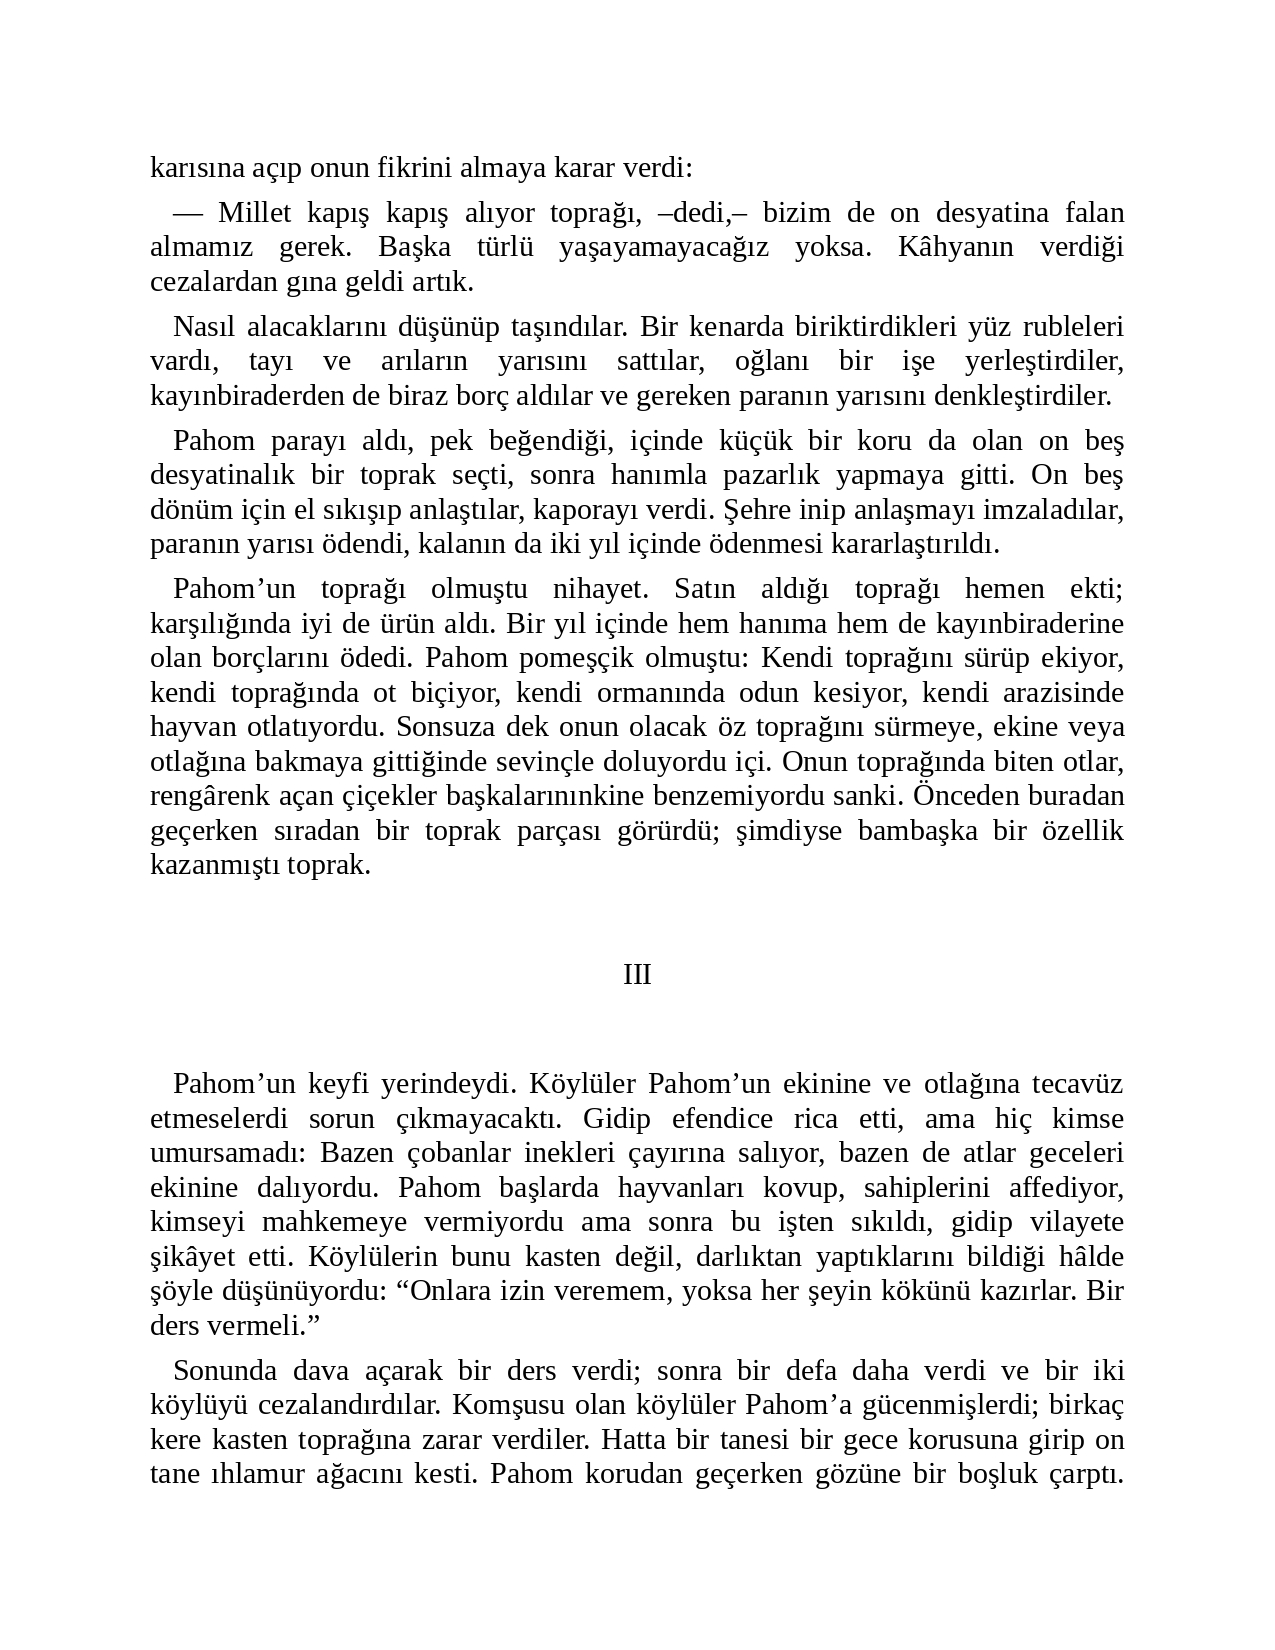 karısına açıp onun fikrini almaya karar verdi:
— Millet kapış kapış alıyor toprağı, –dedi,– bizim de on desyatina falan
almamız gerek. Başka türlü yaşayamayacağız yoksa. Kâhyanın verdiği
cezalardan gına geldi artık.
Nasıl alacaklarını düşünüp taşındılar. Bir kenarda biriktirdikleri yüz rubleleri
vardı, tayı ve arıların yarısını sattılar, oğlanı bir işe yerleştirdiler,
kayınbiraderden de biraz borç aldılar ve gereken paranın yarısını denkleştirdiler.
Pahom parayı aldı, pek beğendiği, içinde küçük bir koru da olan on beş
desyatinalık bir toprak seçti, sonra hanımla pazarlık yapmaya gitti. On beş
dönüm için el sıkışıp anlaştılar, kaporayı verdi. Şehre inip anlaşmayı imzaladılar,
paranın yarısı ödendi, kalanın da iki yıl içinde ödenmesi kararlaştırıldı.
Pahom’un toprağı olmuştu nihayet. Satın aldığı toprağı hemen ekti;
karşılığında iyi de ürün aldı. Bir yıl içinde hem hanıma hem de kayınbiraderine
olan borçlarını ödedi. Pahom pomeşçik olmuştu: Kendi toprağını sürüp ekiyor,
kendi toprağında ot biçiyor, kendi ormanında odun kesiyor, kendi arazisinde
hayvan otlatıyordu. Sonsuza dek onun olacak öz toprağını sürmeye, ekine veya
otlağına bakmaya gittiğinde sevinçle doluyordu içi. Onun toprağında biten otlar,
rengârenk açan çiçekler başkalarınınkine benzemiyordu sanki. Önceden buradan
geçerken sıradan bir toprak parçası görürdü; şimdiyse bambaşka bir özellik
kazanmıştı toprak.
III
Pahom’un keyfi yerindeydi. Köylüler Pahom’un ekinine ve otlağına tecavüz
etmeselerdi sorun çıkmayacaktı. Gidip efendice rica etti, ama hiç kimse
umursamadı: Bazen çobanlar inekleri çayırına salıyor, bazen de atlar geceleri
ekinine dalıyordu. Pahom başlarda hayvanları kovup, sahiplerini affediyor,
kimseyi mahkemeye vermiyordu ama sonra bu işten sıkıldı, gidip vilayete
şikâyet etti. Köylülerin bunu kasten değil, darlıktan yaptıklarını bildiği hâlde
şöyle düşünüyordu: “Onlara izin veremem, yoksa her şeyin kökünü kazırlar. Bir
ders vermeli.”
Sonunda dava açarak bir ders verdi; sonra bir defa daha verdi ve bir iki
köylüyü cezalandırdılar. Komşusu olan köylüler Pahom’a gücenmişlerdi; birkaç
kere kasten toprağına zarar verdiler. Hatta bir tanesi bir gece korusuna girip on
tane ıhlamur ağacını kesti. Pahom korudan geçerken gözüne bir boşluk çarptı.